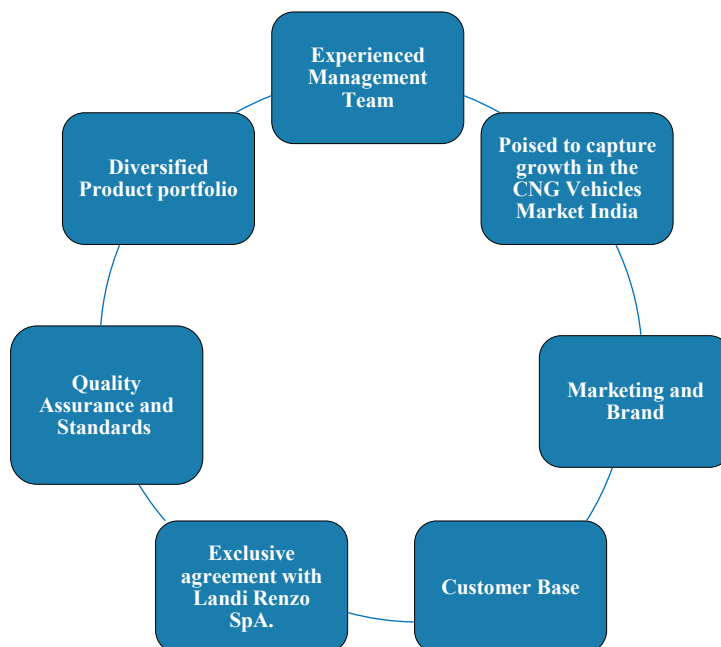 Experienced
Management
Team
Poised to capture
growth in the
CNG Vehicles
Market India
Marketing and
Brand
Customer Base
Exclusive
agreement with
Landi Renzo
SpA.
Quality
Assurance and
Standards
Diversified
Product portfolio